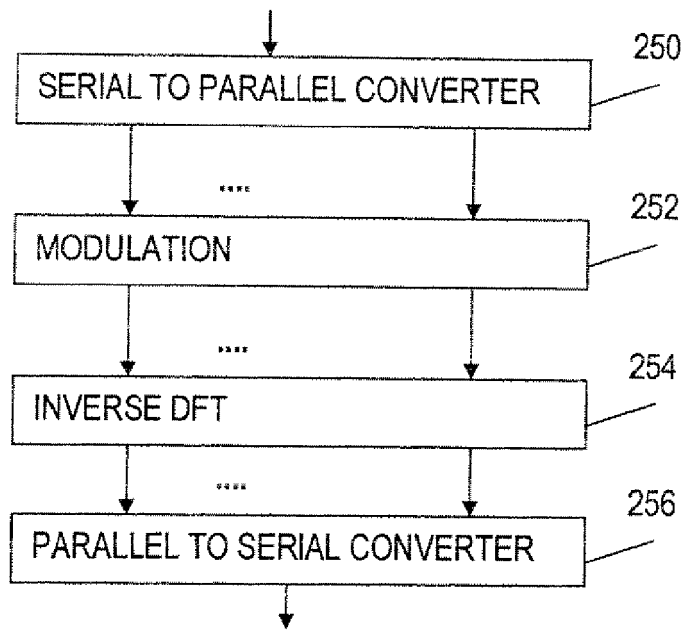 250
SERIAL TO PARALLEL CONVERTER
....
252
MODULATION
....
254
INVERSE DFT
....
256
PARALLEL TO SERIAL CONVERTER